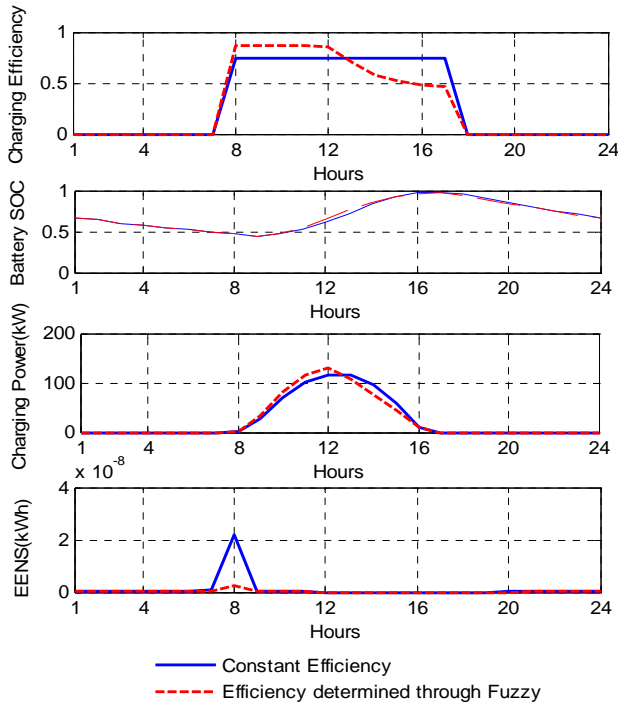 1
0.5
0
Charging Efficiency
1 4 8 12 16 20 24
Hours
1
0.5
0
Battery SOC
1 4 8 12 16 20 24
Hours
200
100
0
Charging Power(kW)
1 4 8 12 16 20 24
Hours
x 10^-8
4
2
0
EENS(kWh)
1 4 8 12 16 20 24
Hours
Constant Efficiency
Efficiency determined through Fuzzy